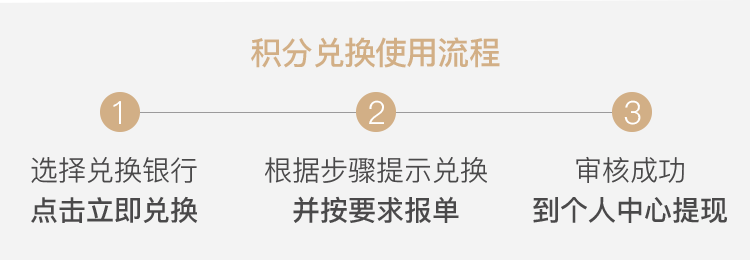 积分兑换使用流程
1
2
3
选择兑换银行
点击立即兑换
根据步骤提示兑换
并按要求报单
审核成功
到个人中心提现